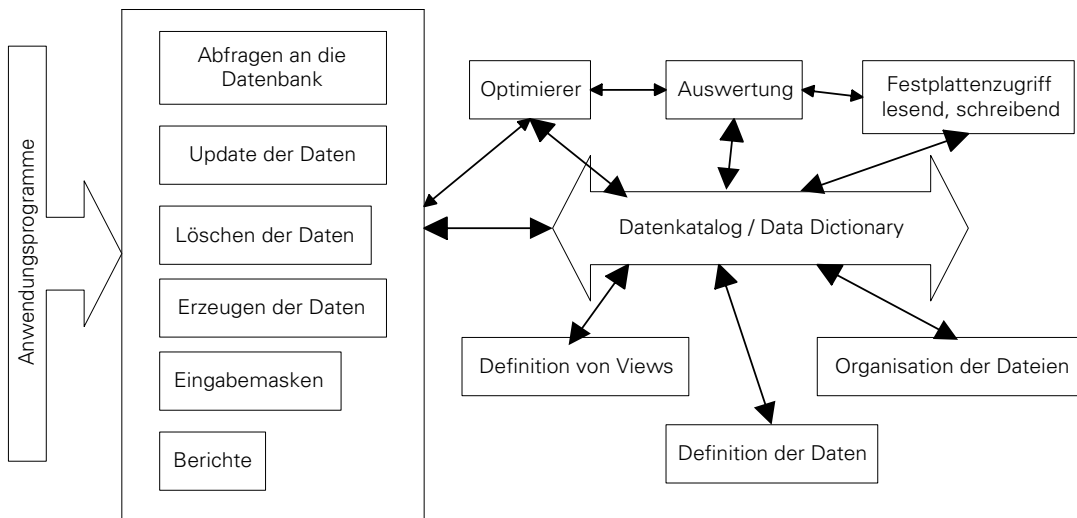 Anwendungsprogramme
Abfragen an die
Datenbank
Update der Daten
Löschen der Daten
Erzeugen der Daten
Eingabemasken
Berichte
Optimierer
Auswertung
Festplattenzugriff
lesend, schreibend
Datenkatalog / Data Dictionary
Definition von Views
Organisation der Dateien
Definition der Daten